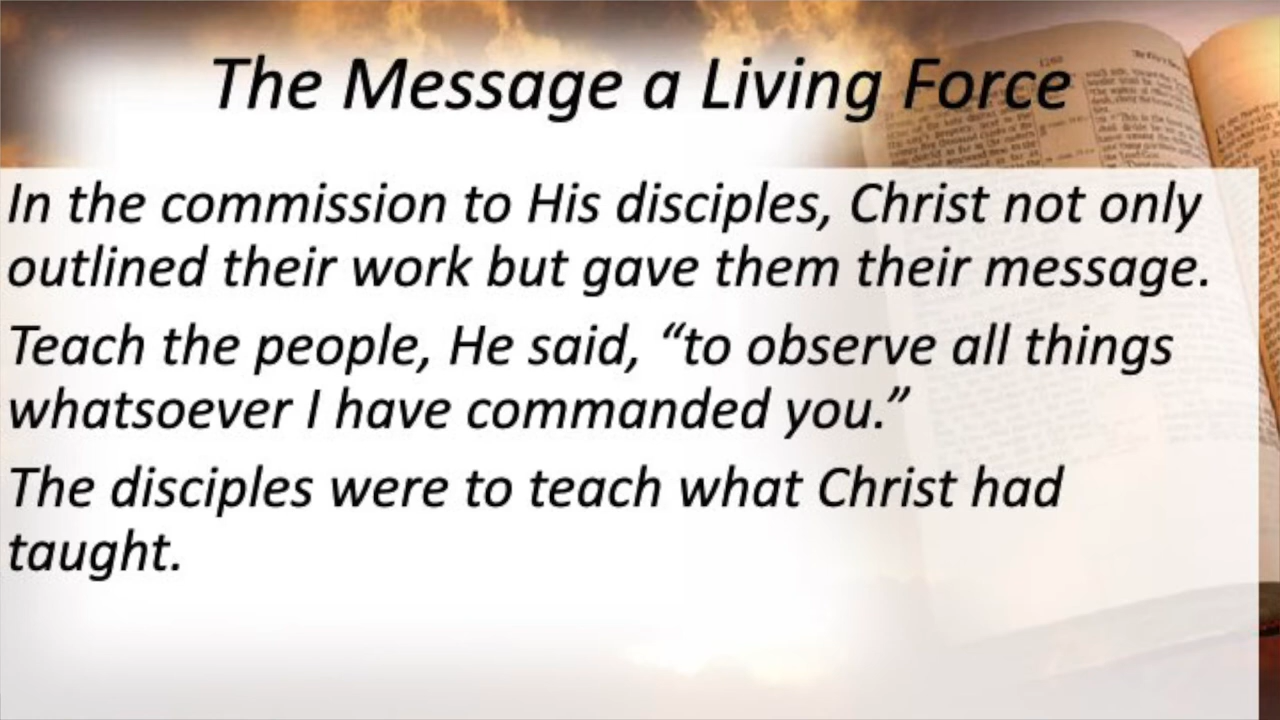 The Message a Living Force
In the commission to His disciples, Christ not only
outlined their work but gave them their message.
Teach the people, He said, “to observe all things
whatsoever I have commanded you.”
The disciples were to teach what Christ had
taught.